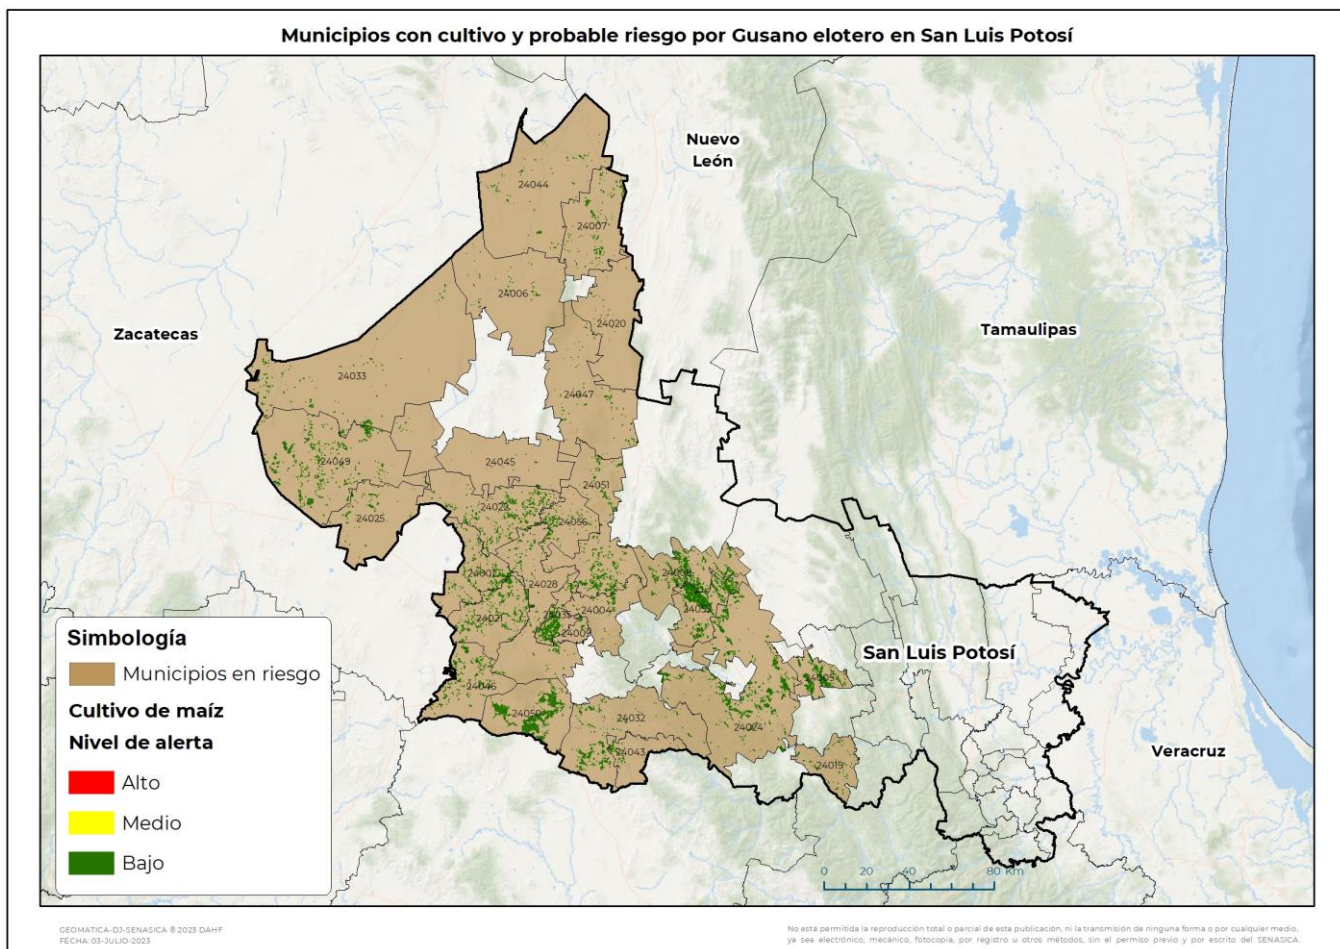 Municipios con cultivo y probable riesgo por Gusano elotero en San Luis Potosí
Nuevo
León
24044
24007
24006
24020
Zacatecas
Tamaulipas
24033
24047
24049
24045
24051
24025
24022
24056
24028
24004
24021
24009
San Luis Potosí
24046
24050
24032
24024
24043
24019
Veracruz
Simbología
Municipios en riesgo
Cultivo de maíz
Nivel de alerta
Alto
Medio
Bajo
0 20 40 80 Km
GEOMATICA-DJ-SENASICA ® 2023 DAHF
FECHA: 03-JULIO-2023
No está permitida la reproducción total o parcial de esta publicación, ni la transmisión de ninguna forma o por cualquier medio,
ya sea electrónico, mecánico, fotocopia, por registro u otros métodos, sin el permiso previo y por escrito del SENASICA.